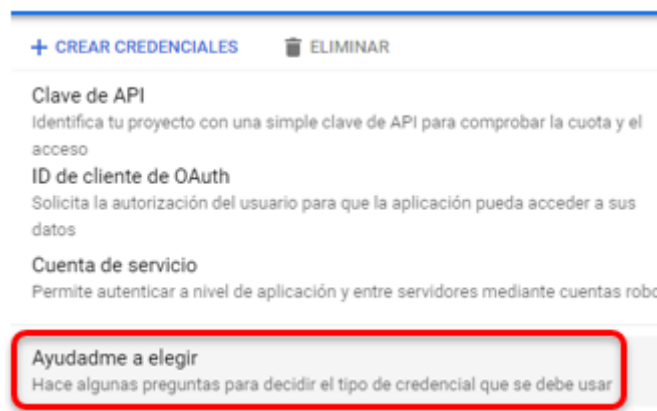 + CREAR CREDENCIALES ELIMINAR
Clave de API
Identifica tu proyecto con una simple clave de API para comprobar la cuota y el
acceso
ID de cliente de OAuth
Solicita la autorización del usuario para que la aplicación pueda acceder a sus
datos
Cuenta de servicio
Permite autenticar a nivel de aplicación y entre servidores mediante cuentas robo
Ayudadme a elegir
Hace algunas preguntas para decidir el tipo de credencial que se debe usar